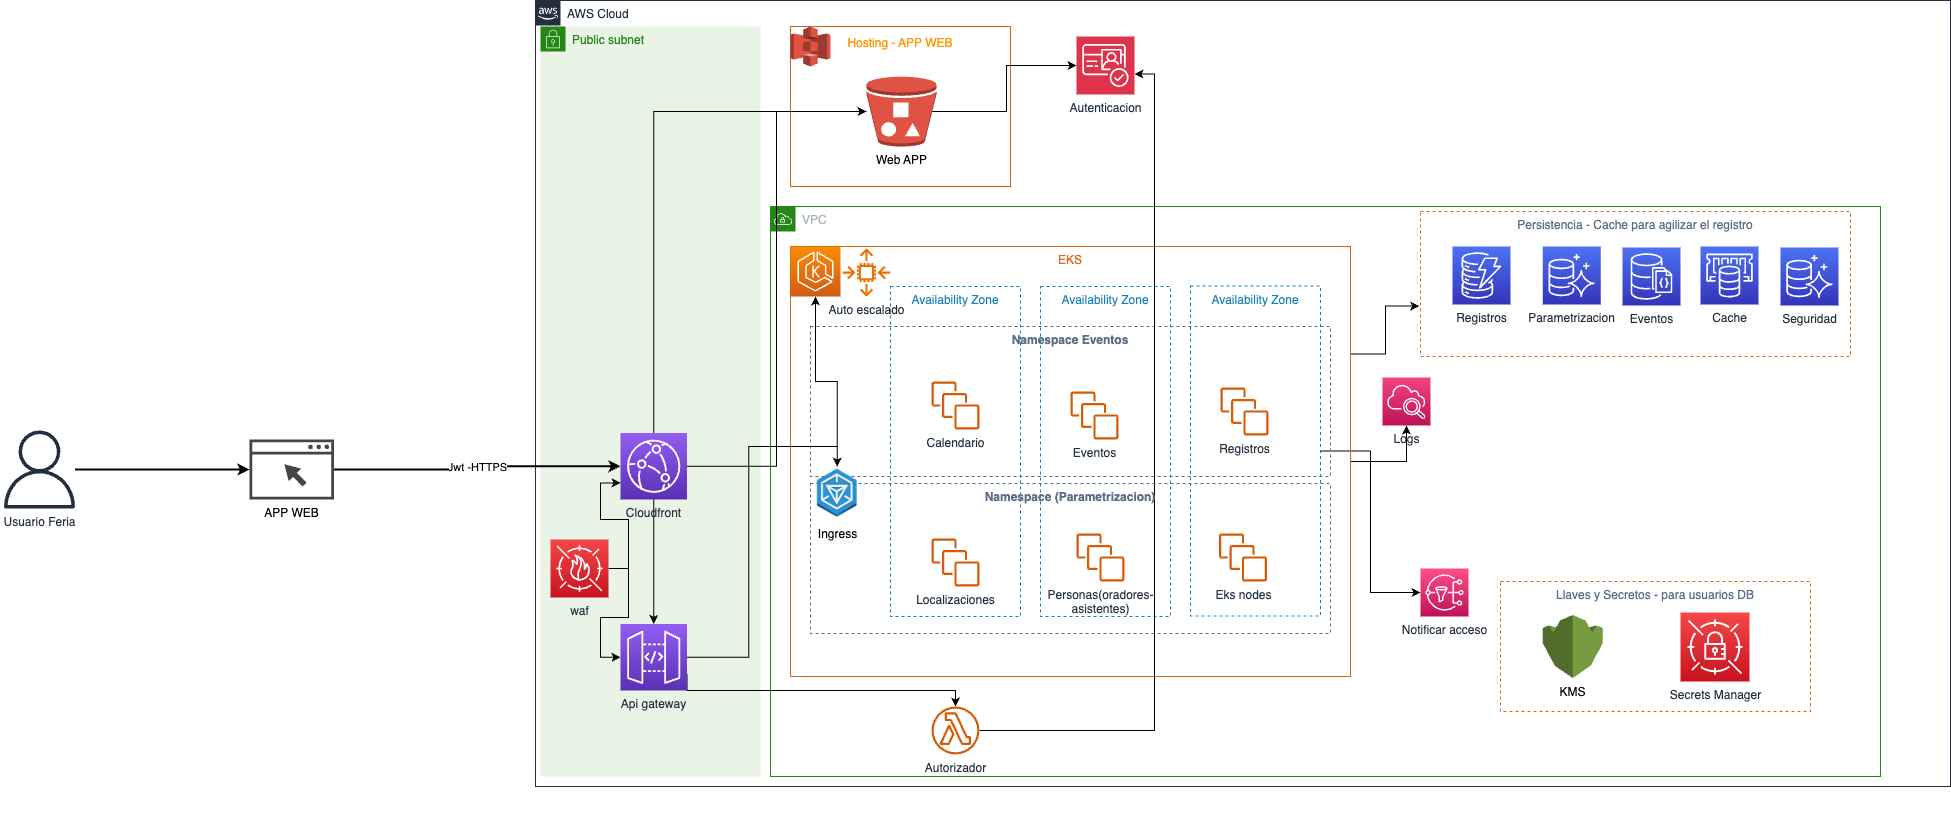 aws
AWS Cloud
Public subnet
Hosting - APP WEB
Web APP
Autenticacion
VPC
EKS
Auto escalado
Availability Zone
Availability Zone
Availability Zone
Namespace Eventos
Calendario
Eventos
Registros
Namespace (Parametrizacion)
Ingress
Localizaciones
Personas(oradores-
asistentes)
Eks nodes
Persistencia - Cache para agilizar el registro
Registros
Parametrizacion
Eventos
Cache
Seguridad
Logs
Notificar acceso
Llaves y Secretos - para usuarios DB
KMS
Secrets Manager
Usuario Feria
APP WEB
Jwt -HTTPS
Cloudfront
waf
Api gateway
Autorizador